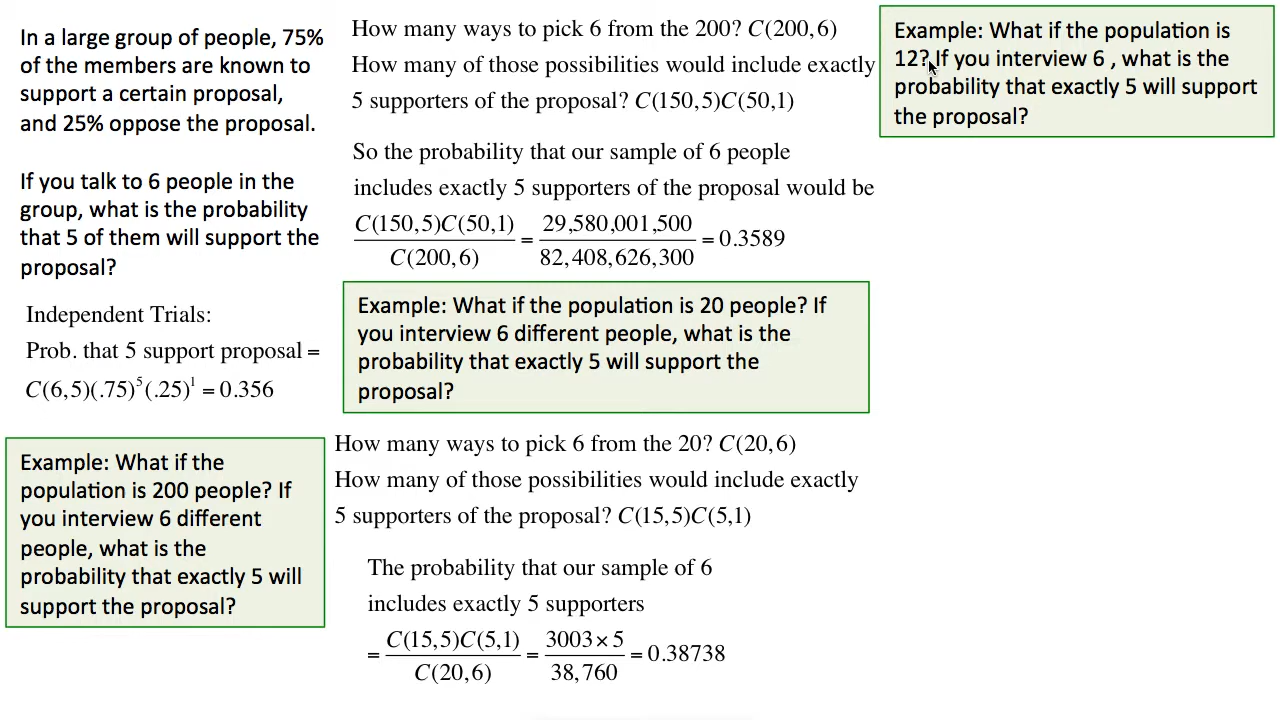 In a large group of people, 75%
of the members are known to
support a certain proposal,
and 25% oppose the proposal.
If you talk to 6 people in the
group, what is the probability
that 5 of them will support the
proposal?
Independent Trials:
Prob. that 5 support proposal =
C(6,5)(.75)⁵(.25)¹ = 0.356
Example: What if the
population is 200 people? If
you interview 6 different
people, what is the
probability that exactly 5 will
support the proposal?
How many ways to pick 6 from the 200? C(200,6)
How many of those possibilities would include exactly
5 supporters of the proposal? C(150,5)C(50,1)
So the probability that our sample of 6 people
includes exactly 5 supporters of the proposal would be
C(150,5)C(50,1) / C(200,6) = 29,580,001,500 / 82,408,626,300 = 0.3589
Example: What if the population is 20 people? If
you interview 6 different people, what is the
probability that exactly 5 will support the
proposal?
How many ways to pick 6 from the 20? C(20,6)
How many of those possibilities would include exactly
5 supporters of the proposal? C(15,5)C(5,1)
The probability that our sample of 6
includes exactly 5 supporters
= C(15,5)C(5,1) / C(20,6) = 3003×5 / 38,760 = 0.38738
Example: What if the population is
12? If you interview 6 , what is the
probability that exactly 5 will support
the proposal?